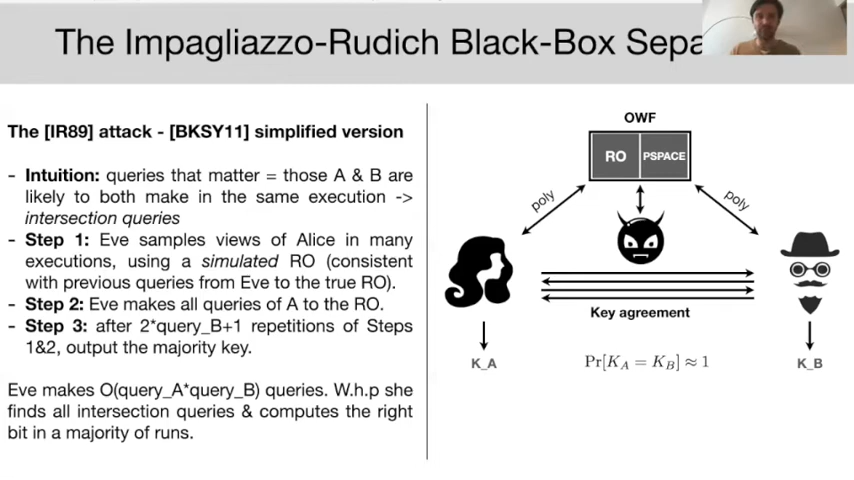 The Impagliazzo-Rudich Black-Box Sepa
The [IR89] attack - [BKSY11] simplified version
- Intuition: queries that matter = those A & B are
likely to both make in the same execution ->
intersection queries
- Step 1: Eve samples views of Alice in many
executions, using a simulated RO (consistent
with previous queries from Eve to the true RO).
- Step 2: Eve makes all queries of A to the RO.
- Step 3: after 2*query_B+1 repetitions of Steps
1&2, output the majority key.
Eve makes O(query_A*query_B) queries. W.h.p she
finds all intersection queries & computes the right
bit in a majority of runs.
OWF
RO PSPACE
poly poly
Key agreement
K_A K_B
Pr[K_A = K_B] ≈ 1